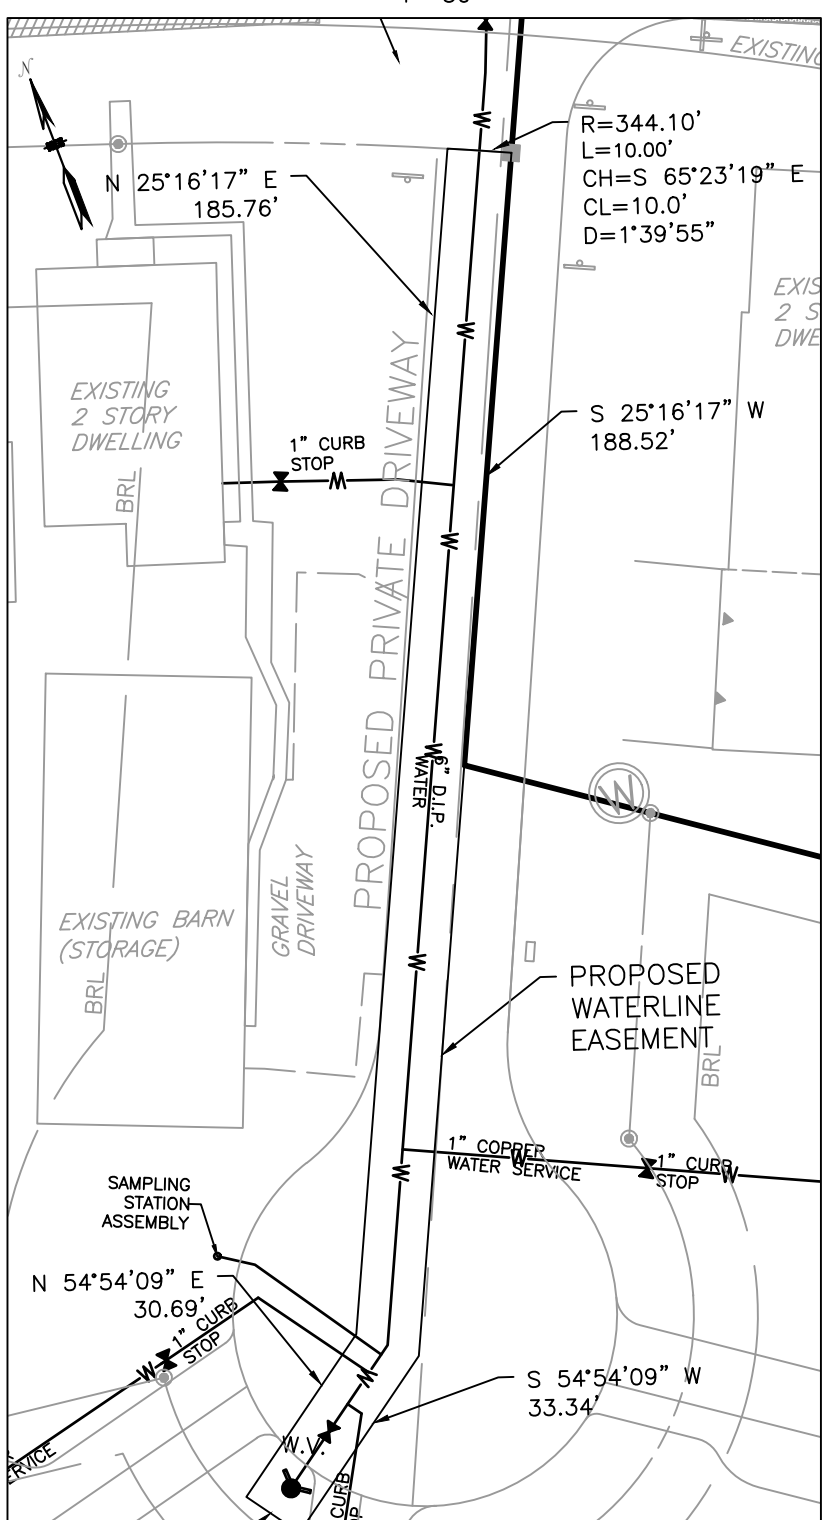 N
EXISTING
R=344.10'
L=10.00'
CH=S 65°23'19" E
CL=10.0'
D=1°39'55"
N 25°16'17" E
185.76'
W
W
EXISTING
2 STORY
DWELLING
BRL
1" CURB
STOP
W
S 25°16'17" W
188.52'
W
PROPOSED PRIVATE DRIVEWAY
W
6" D.I.P.
WATER
W
GRAVEL
DRIVEWAY
EXISTING BARN
(STORAGE)
BRL
W
PROPOSED
WATERLINE
EASEMENT
BRL
1" COPPER
WATER SERVICE
W
1" CURB
STOP
W
W
SAMPLING
STATION
ASSEMBLY
N 54°54'09" E
30.69'
1" CURB
STOP
W
W
S 54°54'09" W
33.34'
W.V.
CURB